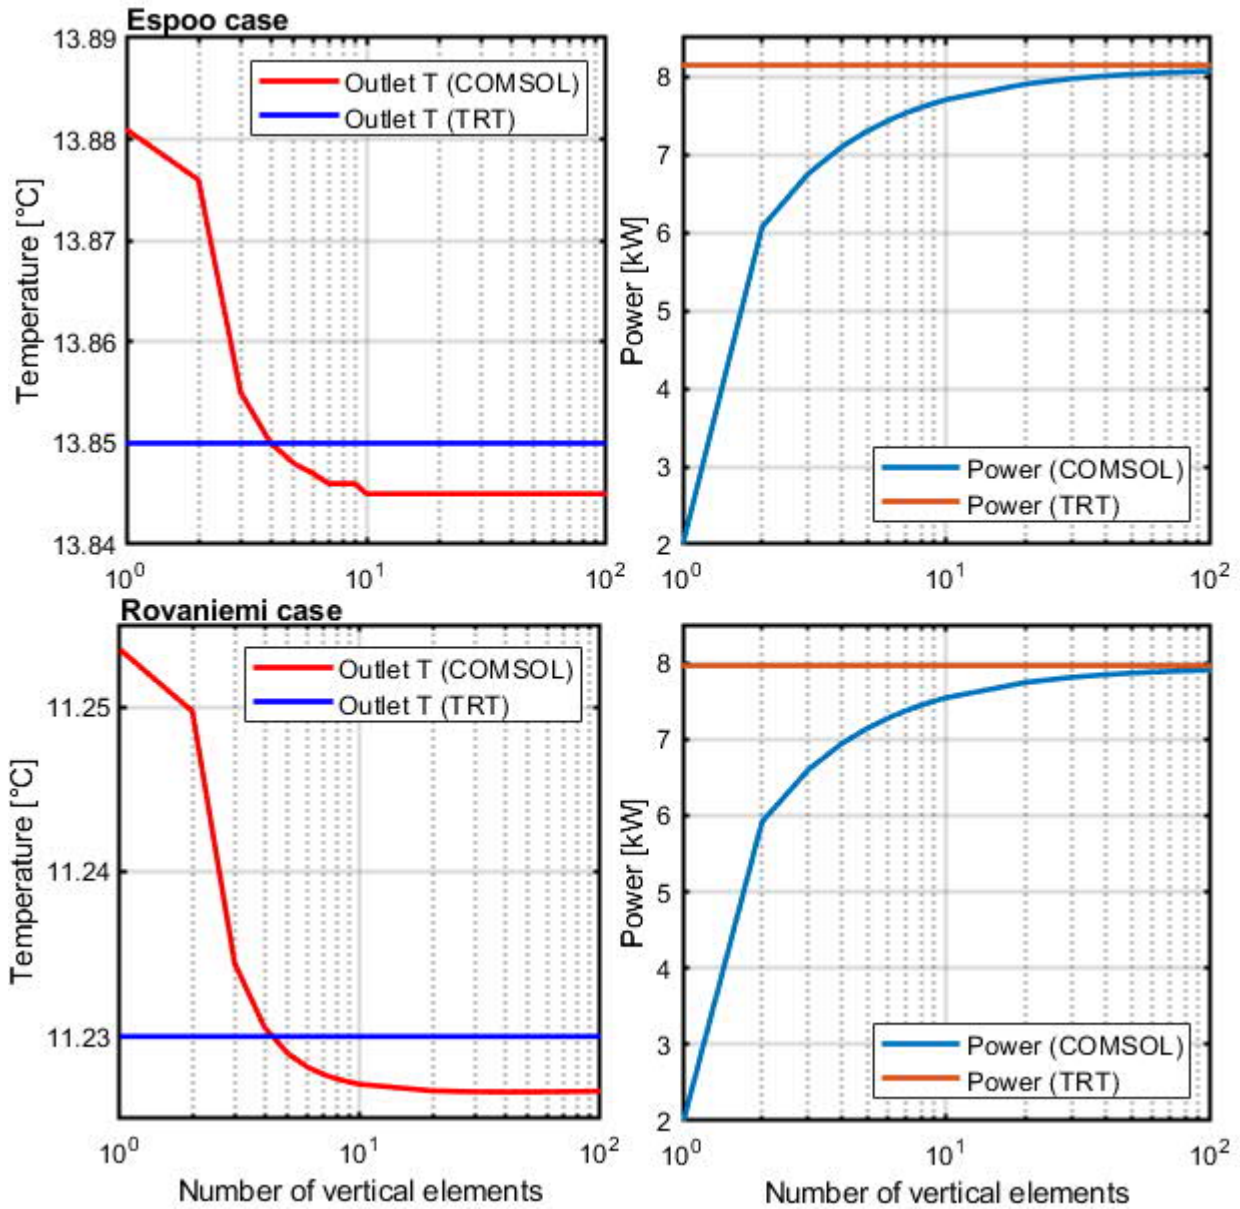 Espoo case
13.89
13.88
13.87
13.86
13.85
13.84
Temperature [°C]
Outlet T (COMSOL)
Outlet T (TRT)
10^0
10^1
10^2
8
7
6
5
4
3
2
Power [kW]
Power (COMSOL)
Power (TRT)
10^0
10^1
10^2
Rovaniemi case
11.25
11.24
11.23
Temperature [°C]
Outlet T (COMSOL)
Outlet T (TRT)
10^0
10^1
10^2
Number of vertical elements
8
7
6
5
4
3
2
Power [kW]
Power (COMSOL)
Power (TRT)
10^0
10^1
10^2
Number of vertical elements